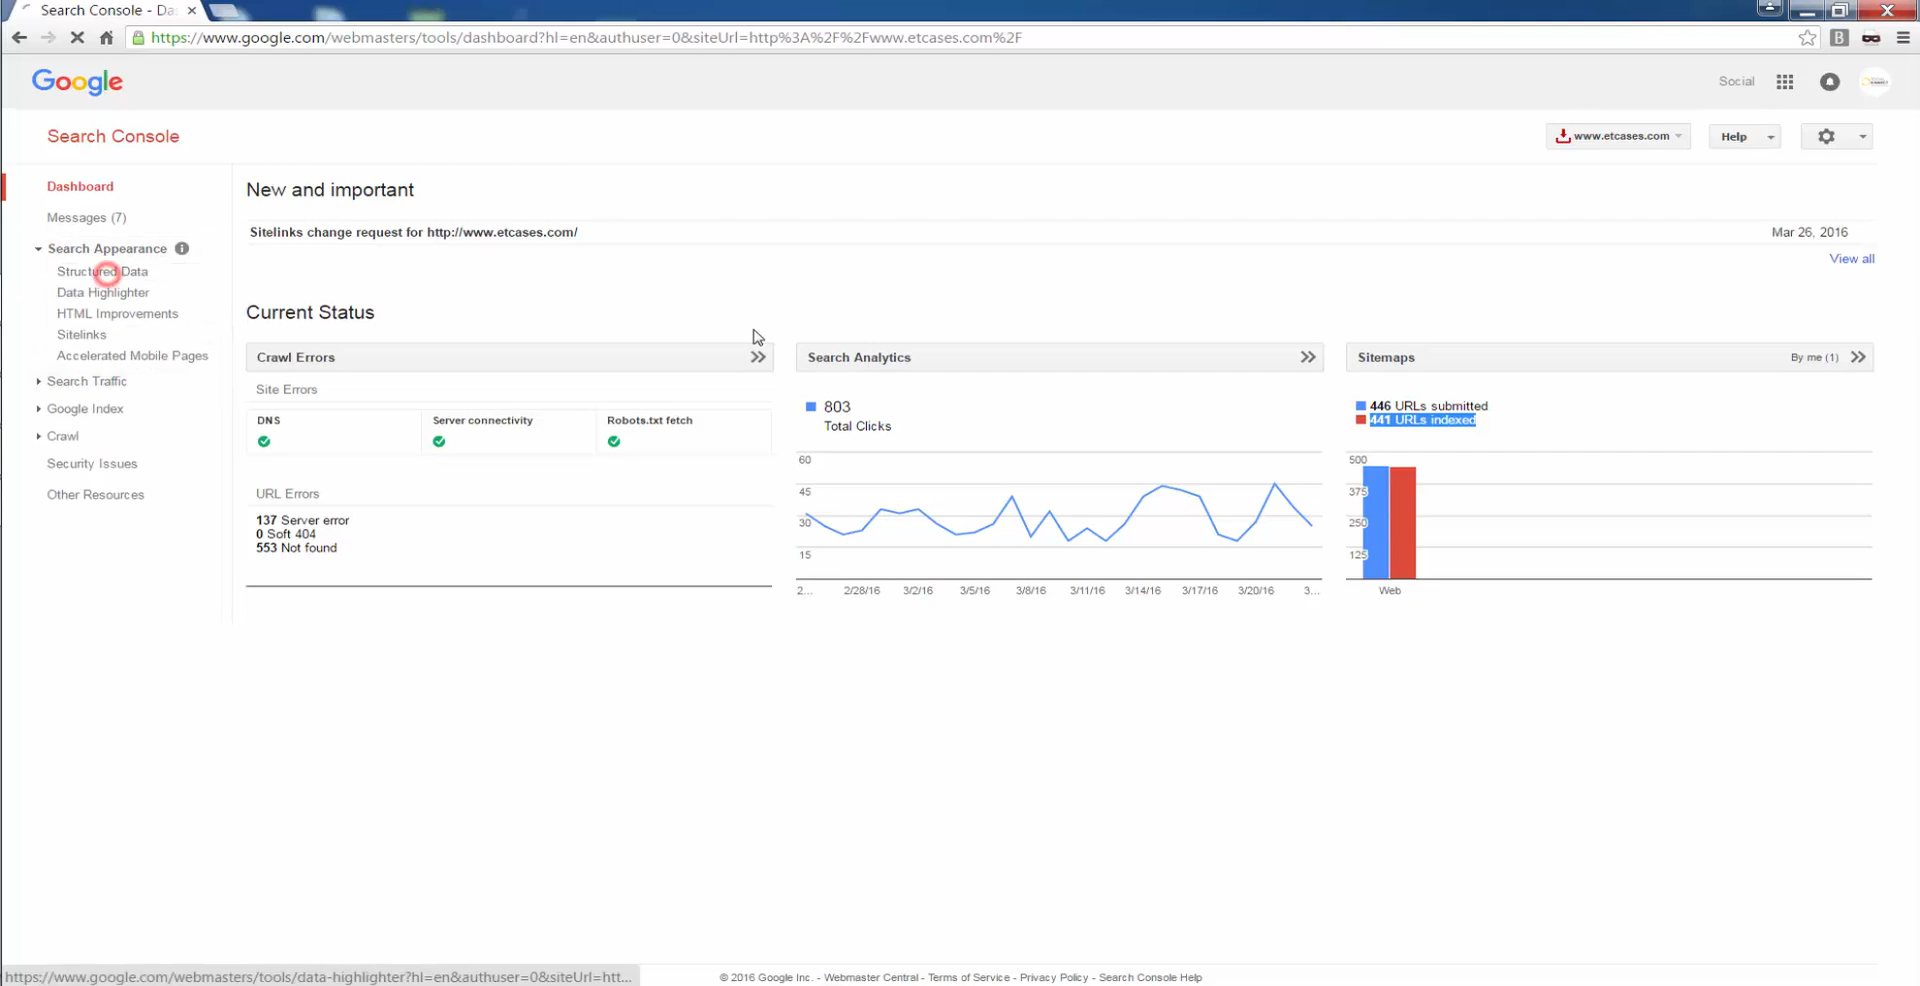 Search Console - Da
https://www.google.com/webmasters/tools/dashboard?hl=en&authuser=0&siteUrl=http%3A%2F%2Fwww.etcases.com%2F
B
Google
Social
Search Console
www.etcases.com
Help
Dashboard
Messages (7)
Search Appearance
Structured Data
Data Highlighter
HTML Improvements
Sitelinks
Accelerated Mobile Pages
Search Traffic
Google Index
Crawl
Security Issues
Other Resources
New and important
Sitelinks change request for http://www.etcases.com/ Mar 26, 2016
View all
Current Status
Crawl Errors
Site Errors
DNS Server connectivity Robots.txt fetch
URL Errors
137 Server error
0 Soft 404
553 Not found
Search Analytics
803
Total Clicks
60
45
30
15
2... 2/28/16 3/2/16 3/5/16 3/8/16 3/11/16 3/14/16 3/17/16 3/20/16 3...
Sitemaps By me (1)
446 URLs submitted
441 URLs indexed
500
375
250
125
Web
https://www.google.com/webmasters/tools/data-highlighter?hl=en&authuser=0&siteUrl=htt...
© 2016 Google Inc. - Webmaster Central - Terms of Service - Privacy Policy - Search Console Help